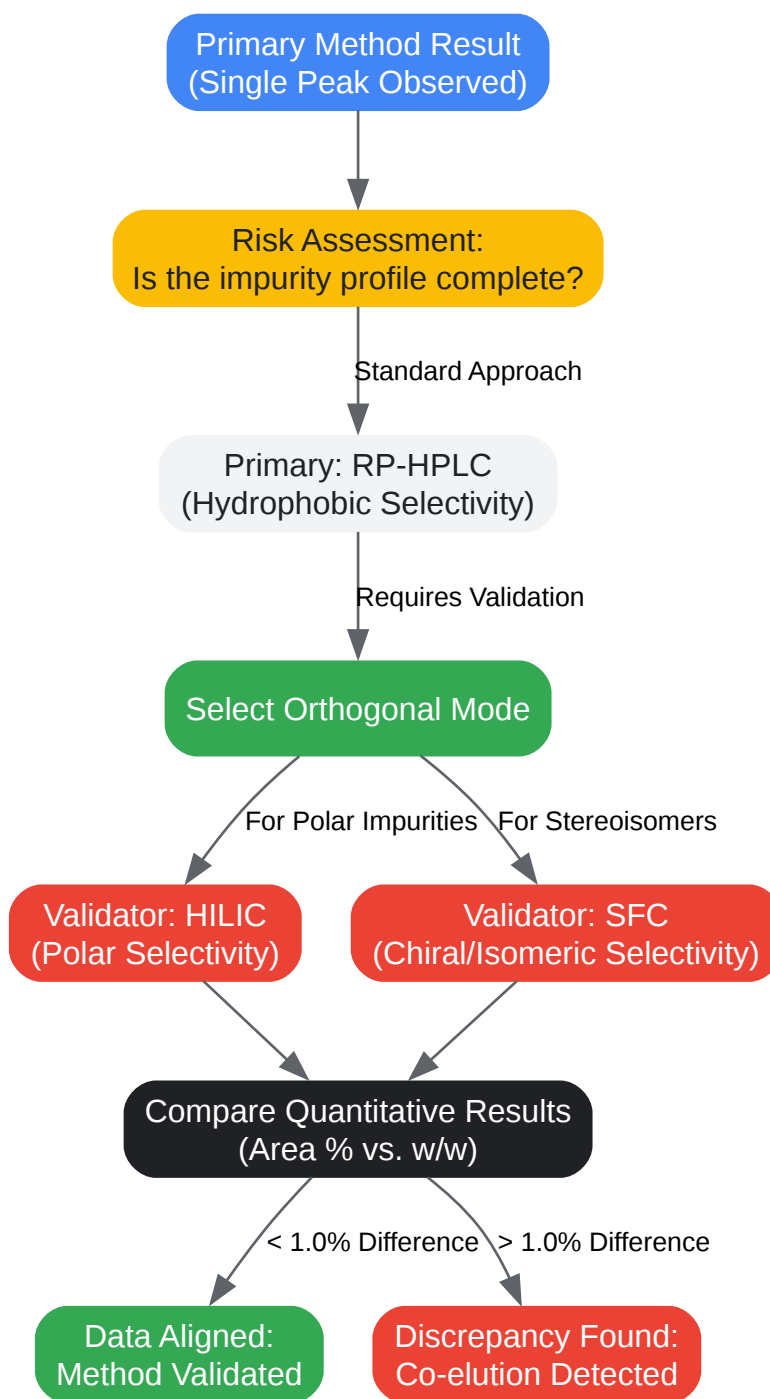 Primary Method Result
(Single Peak Observed)
Risk Assessment:
Is the impurity profile complete?
Standard Approach
Primary: RP-HPLC
(Hydrophobic Selectivity)
Requires Validation
Select Orthogonal Mode
For Polar Impurities
For Stereoisomers
Validator: HILIC
(Polar Selectivity)
Validator: SFC
(Chiral/Isomeric Selectivity)
Compare Quantitative Results
(Area % vs. w/w)
< 1.0% Difference
> 1.0% Difference
Data Aligned:
Method Validated
Discrepancy Found:
Co-elution Detected